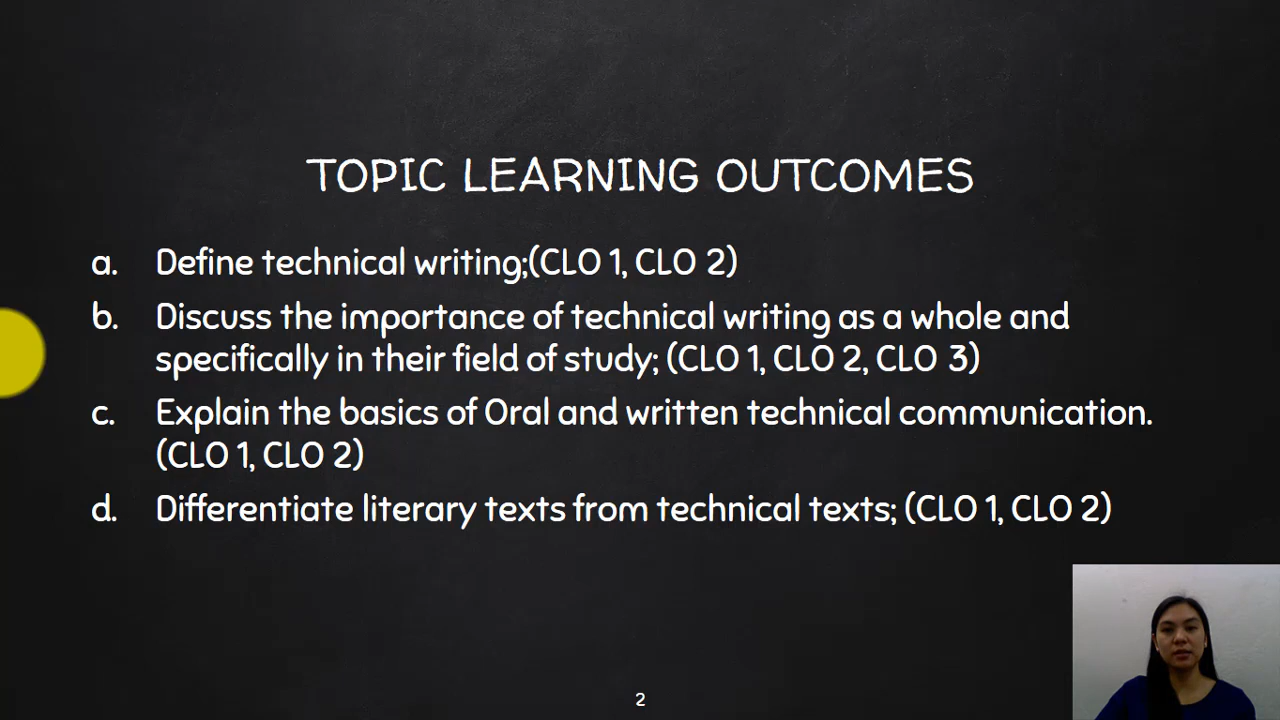 TOPIC LEARNING OUTCOMES
a. Define technical writing;(CLO 1, CLO 2)
b. Discuss the importance of technical writing as a whole and
specifically in their field of study; (CLO 1, CLO 2, CLO 3)
c. Explain the basics of Oral and written technical communication.
(CLO 1, CLO 2)
d. Differentiate literary texts from technical texts; (CLO 1, CLO 2)
2